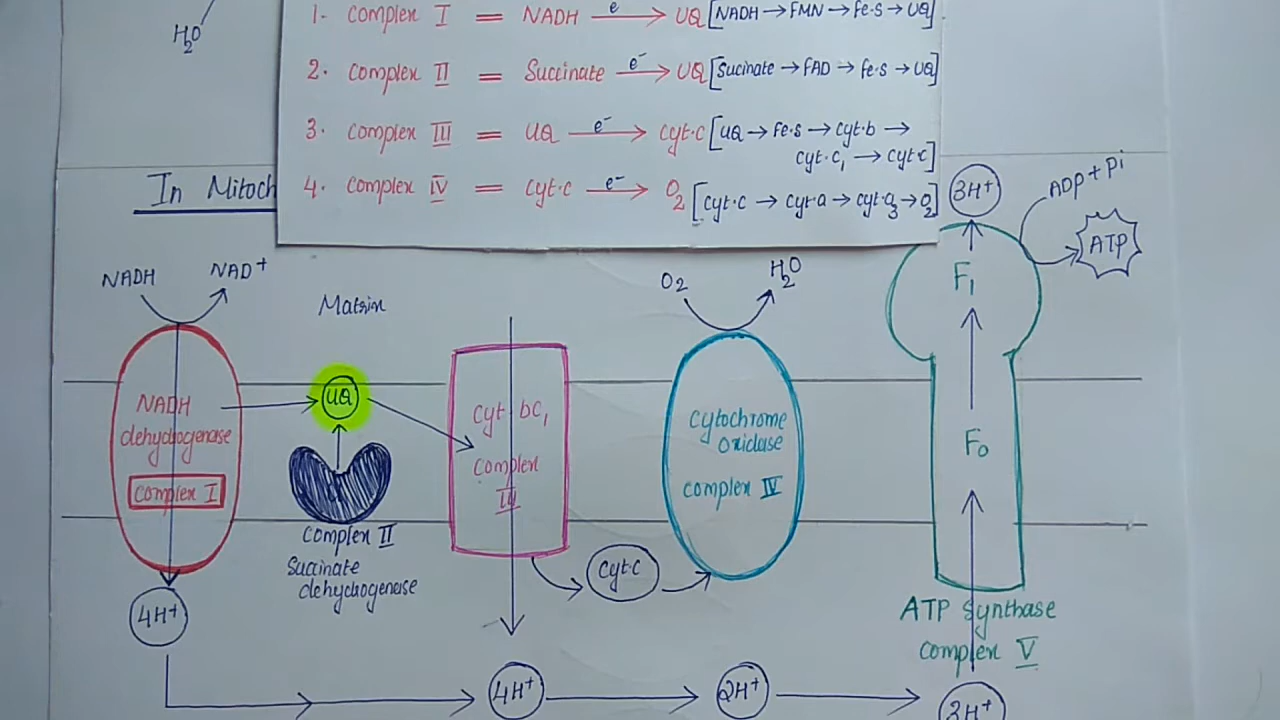 H₂O
1. Complex I = NADH e → UQ [NADH → FMN → Fe.s → UQ].
2. Complex II = Succinate e⁻ → UQ [Sucinate → FAD → Fe.s → UQ]
3. Complex III = UQ e⁻ → Cyt.c [UQ → Fe.s → Cyt.b →
Cyt.C₁ → Cyt.c]
4. Complex IV = Cyt.c e⁻ → O₂ [Cyt.c → Cyt.a → cyt.a₃ → O₂]
In Mitoch
3H⁺
ADP + Pi
ATP
NADH
NAD⁺
Matrix
O₂
H₂O
F₁
UQ
NADH
dehydrogenase
Complex I
Cyt bc₁
Complex
III
Cytochrome
oxidase
Complex IV
F₀
Complex II
Succinate
dehydrogenase
Cyt.c
4H⁺
ATP Synthase
Complex V
4H⁺
2H⁺
3H⁺